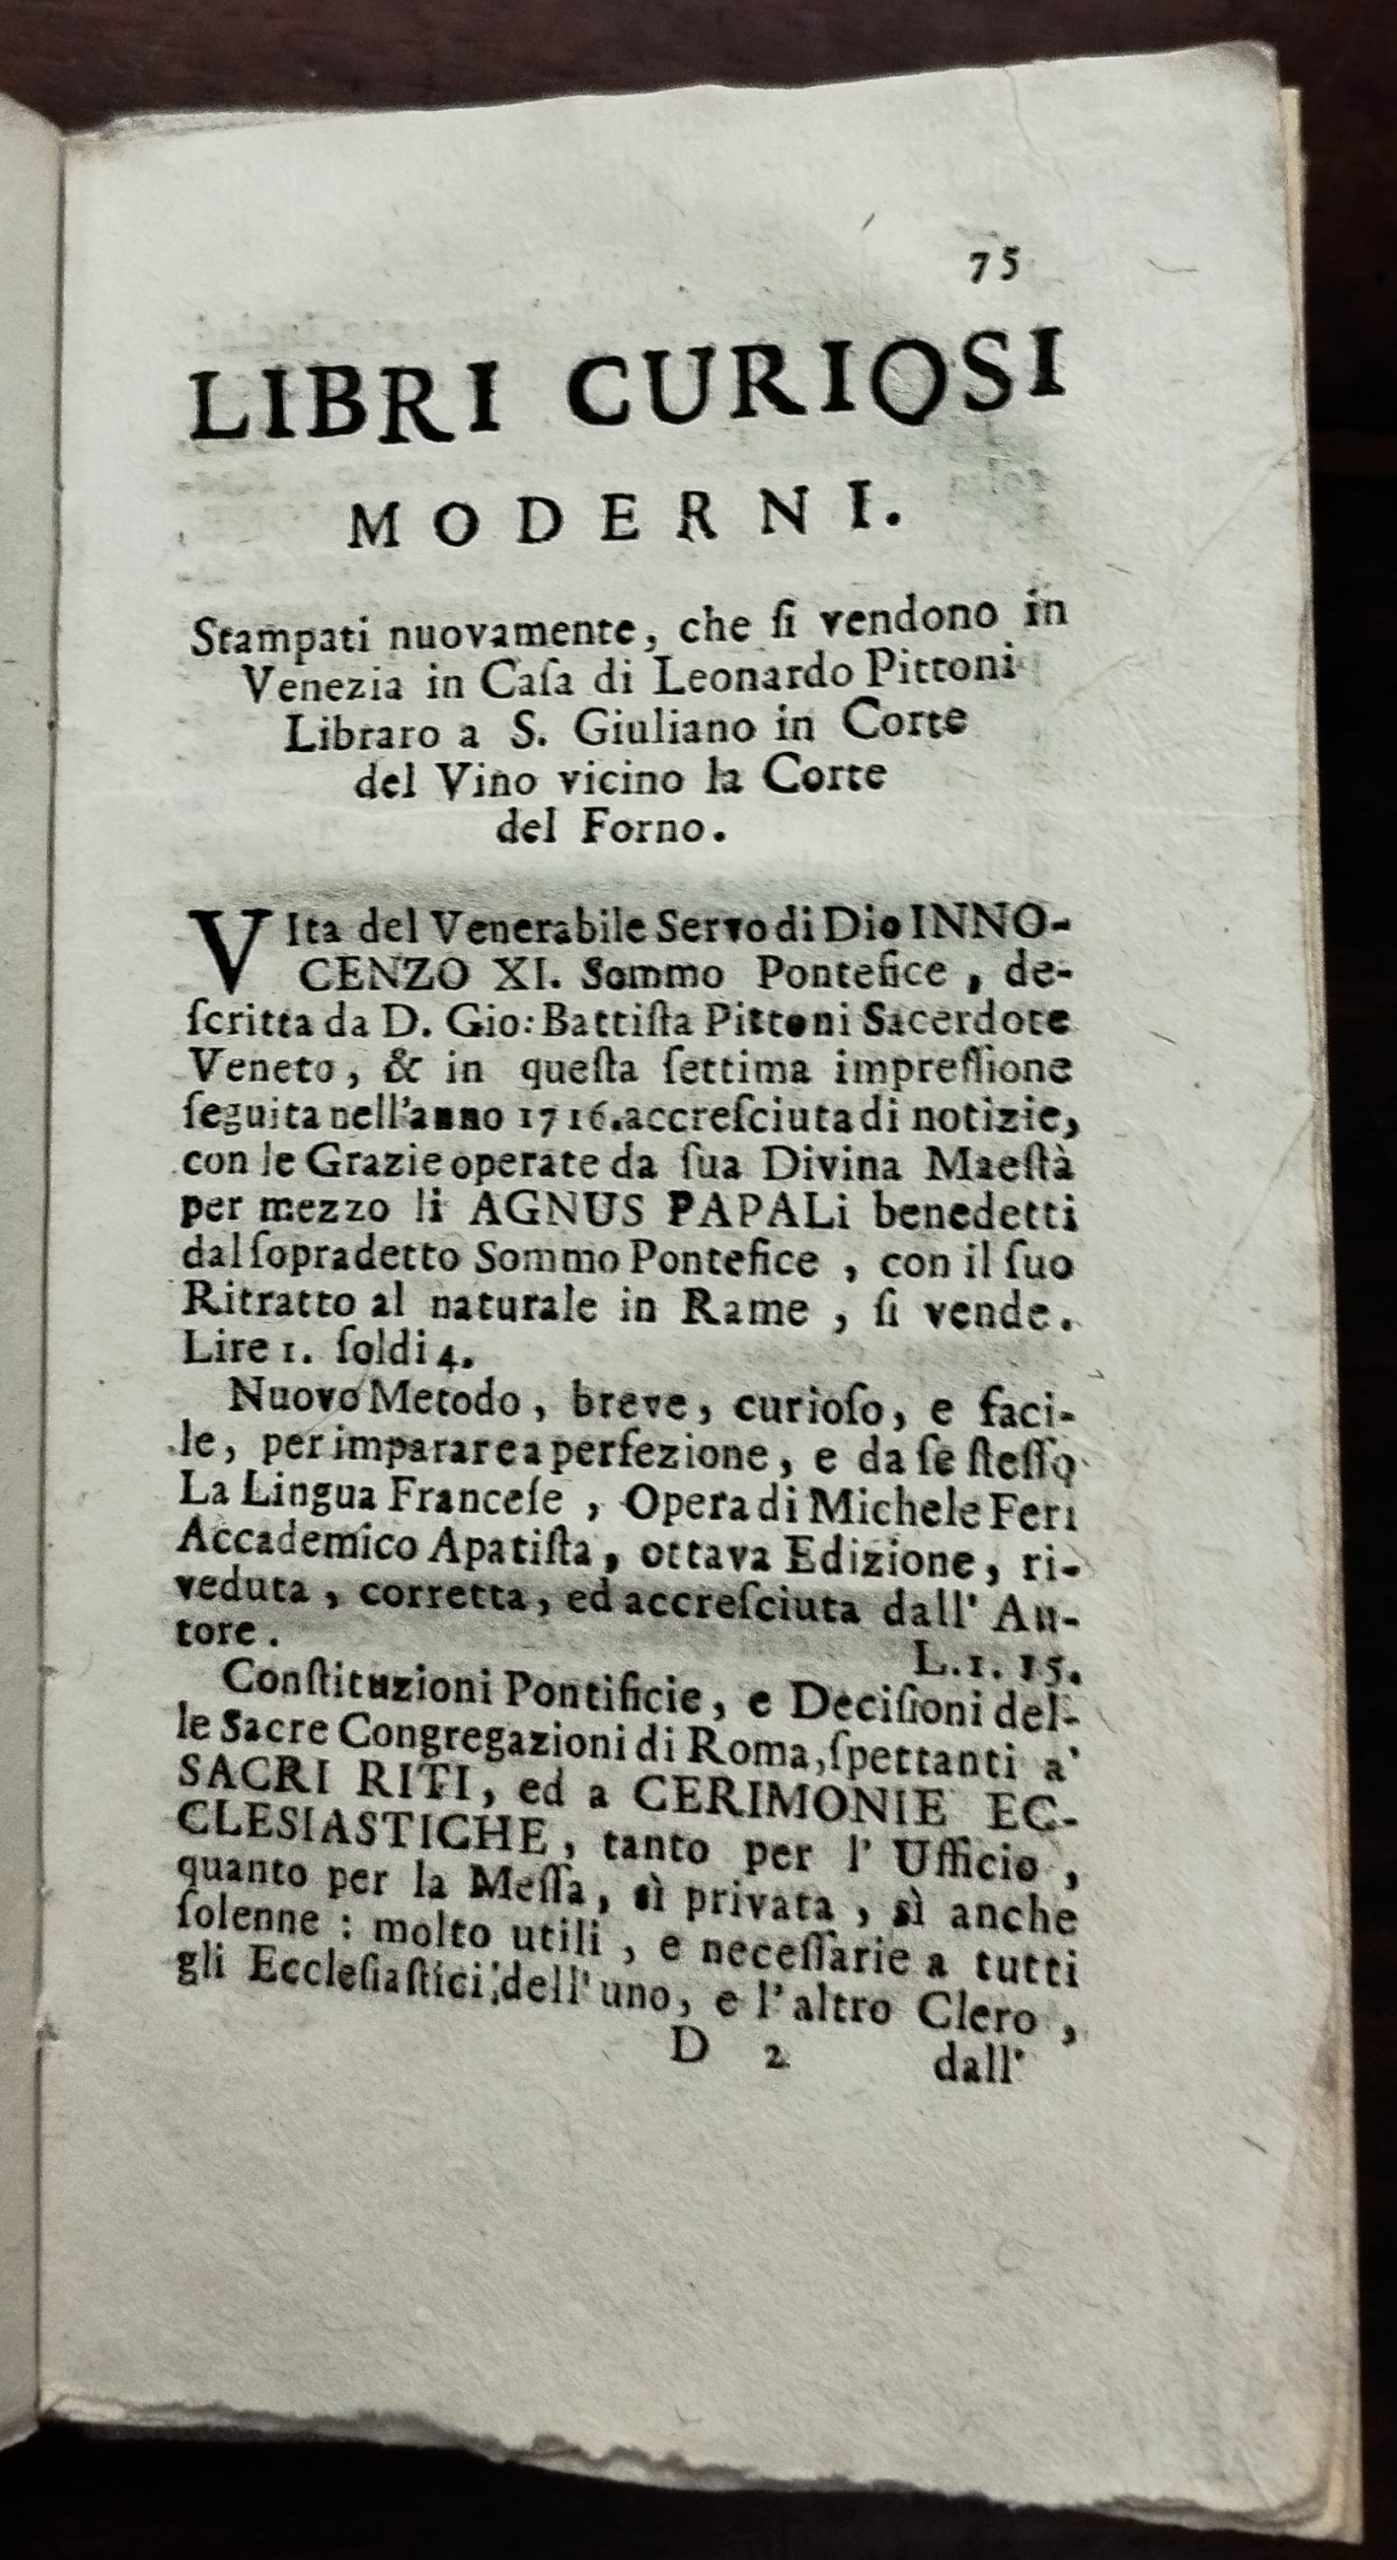 75
LIBRI CURIOSI
MODERNI.
Stampati nuovamente, che ſi vendono in
Venezia in Caſa di Leonardo Pittoni
Libraro a S. Giuliano in Corte
del Vino vicino la Corte
del Forno.
VIta del Venerabile Servo di Dio INNO-
CENZO XI. Sommo Pontefice, de-
ſcritta da D. Gio: Battiſta Pittoni Sacerdote
Veneto, & in queſta ſettima impreſſione
ſeguita nell'anno 1716. accreſciuta di notizie,
con le Grazie operate da ſua Divina Maeſtà
per mezzo li AGNUS PAPALi benedetti
dal ſopradetto Sommo Pontefice, con il ſuo
Ritratto al naturale in Rame, ſi vende.
Lire 1. ſoldi 4.
Nuovo Metodo, breve, curioſo, e faci-
le, per imparare a perfezione, e da ſe ſteſſo
La Lingua Franceſe, Opera di Michele Feri
Accademico Apatiſta, ottava Edizione, ri-
veduta, corretta, ed accreſciuta dall' Au-
tore.
L. 1. 15.
Conſtituzioni Pontificie, e Deciſioni del-
le Sacre Congregazioni di Roma, ſpettanti a'
SACRI RITI, ed a CERIMONIE EC-
CLESIASTICHE, tanto per l' Ufficio,
quanto per la Meſſa, sì privata, sì anche
ſolenne: molto utili, e neceſſarie a tutti
gli Eccleſiaſtici, dell' uno, e l'altro Clero,
D 2 dall'